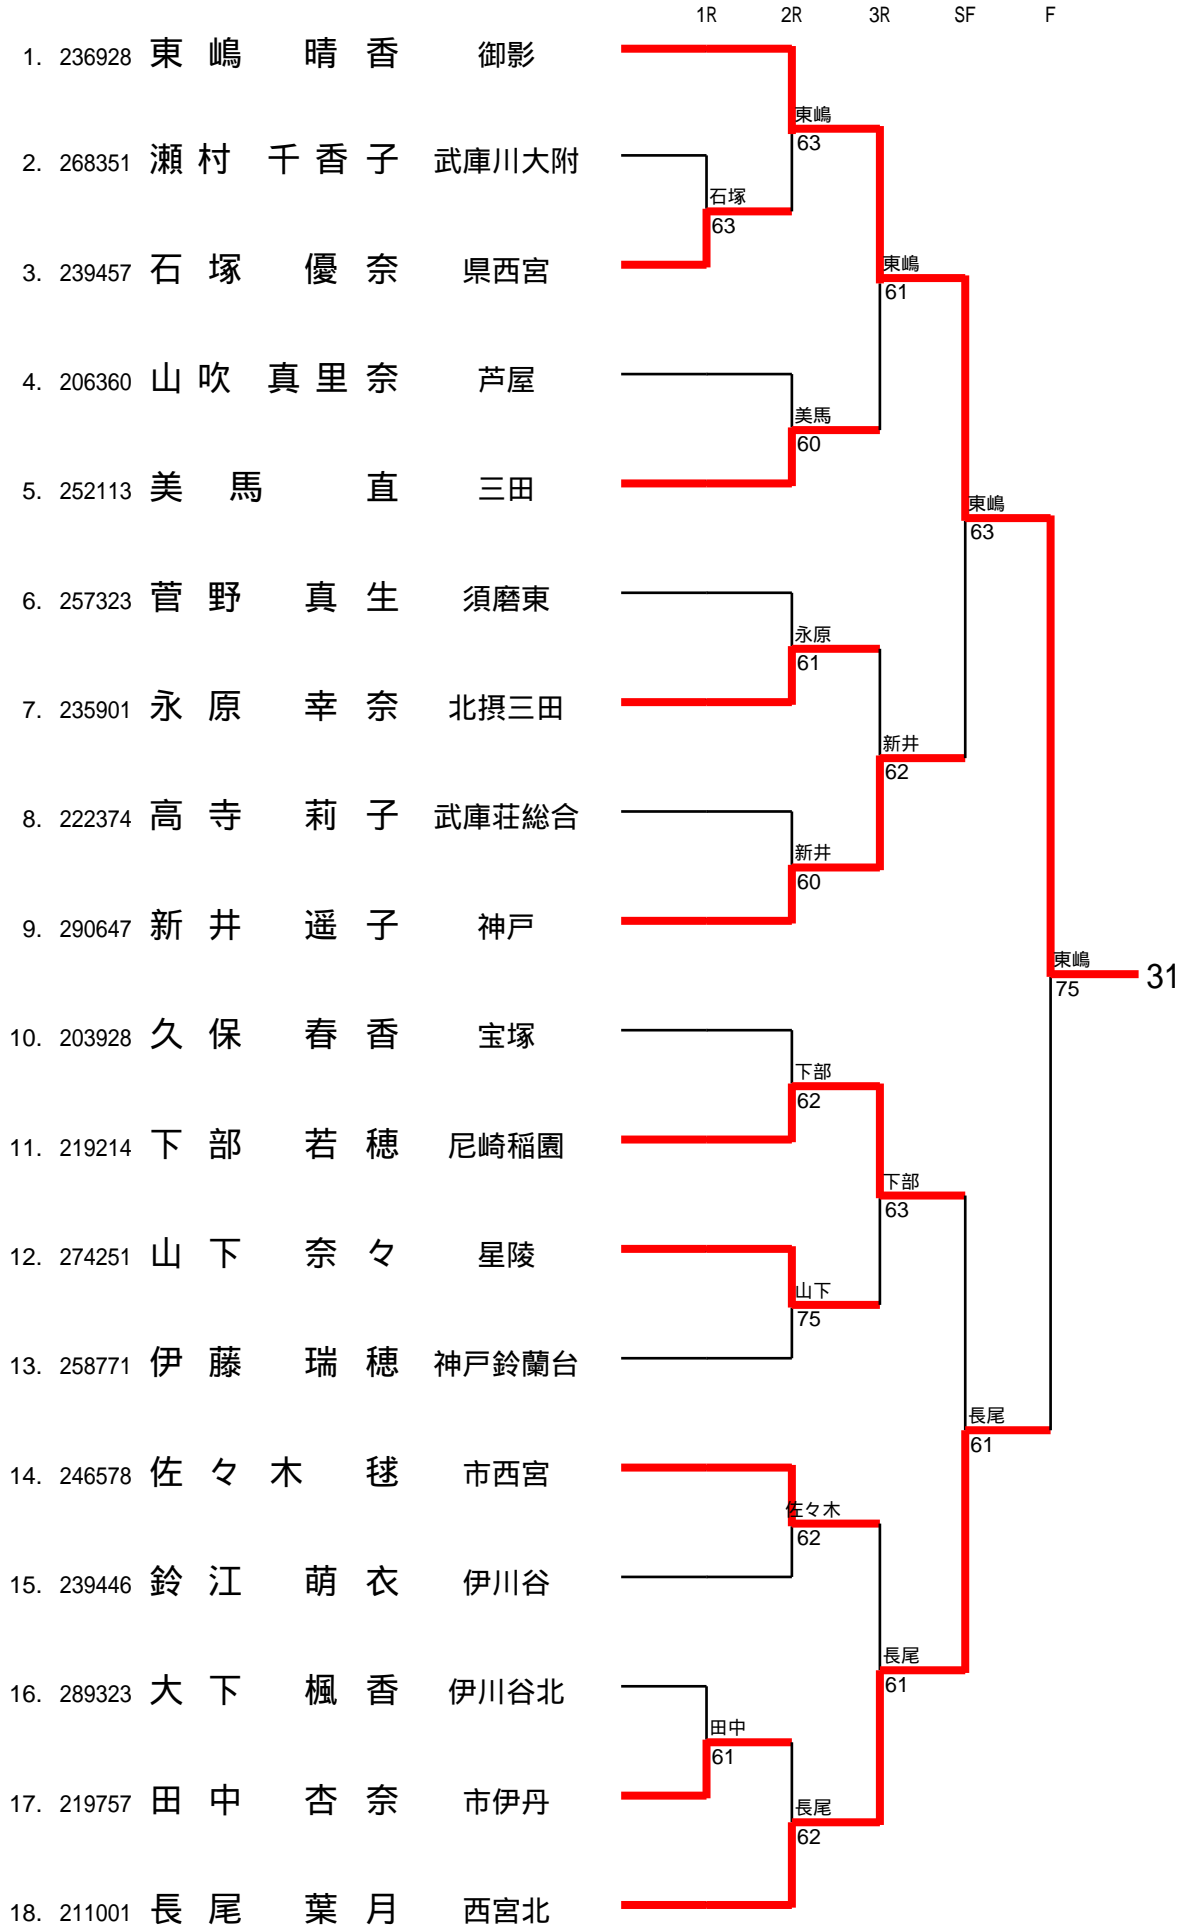 1R 2R 3R SF F
1. 236928 東嶋 晴香 御影
東嶋
63
2. 268351 瀬村 千香子 武庫川大附
石塚
63
3. 239457 石塚 優奈 県西宮
東嶋
61
4. 206360 山吹 真里奈 芦屋
美馬
60
5. 252113 美馬 直 三田
東嶋
63
6. 257323 菅野 真生 須磨東
永原
61
7. 235901 永原 幸奈 北摂三田
新井
62
8. 222374 高寺 莉子 武庫荘総合
新井
60
9. 290647 新井 遥子 神戸
東嶋
75
31
10. 203928 久保 春香 宝塚
下部
62
11. 219214 下部 若穂 尼崎稲園
下部
63
12. 274251 山下 奈々 星陵
山下
75
13. 258771 伊藤 瑞穂 神戸鈴蘭台
長尾
61
14. 246578 佐々木 毬 市西宮
佐々木
62
15. 239446 鈴江 萌衣 伊川谷
長尾
61
16. 289323 大下 楓香 伊川谷北
田中
61
17. 219757 田中 杏奈 市伊丹
長尾
62
18. 211001 長尾 葉月 西宮北